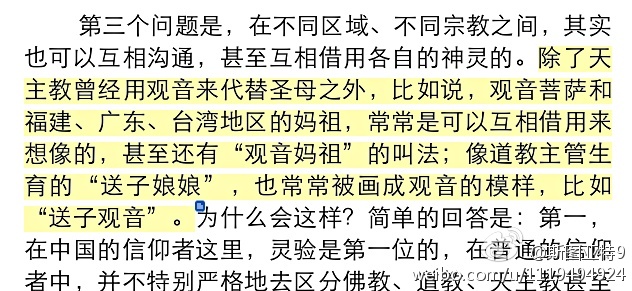 第三个问题是，在不同区域、不同宗教之间，其实
也可以互相沟通，甚至互相借用各自的神灵的。除了天
主教曾经用观音来代替圣母之外，比如说，观音菩萨和
福建、广东、台湾地区的妈祖，常常是可以互相借用来
想像的，甚至还有“观音妈祖”的叫法；像道教主管生
育的“送子娘娘”，也常常被画成观音的模样，比如
“送子观音”。为什么会这样？简单的回答是：第一，
在中国的信仰者这里，灵验是第一位的，在普通的信仰
者中，并不特别严格地去区分佛教、道教、天主教甚至
weibo.com/u/1119494924